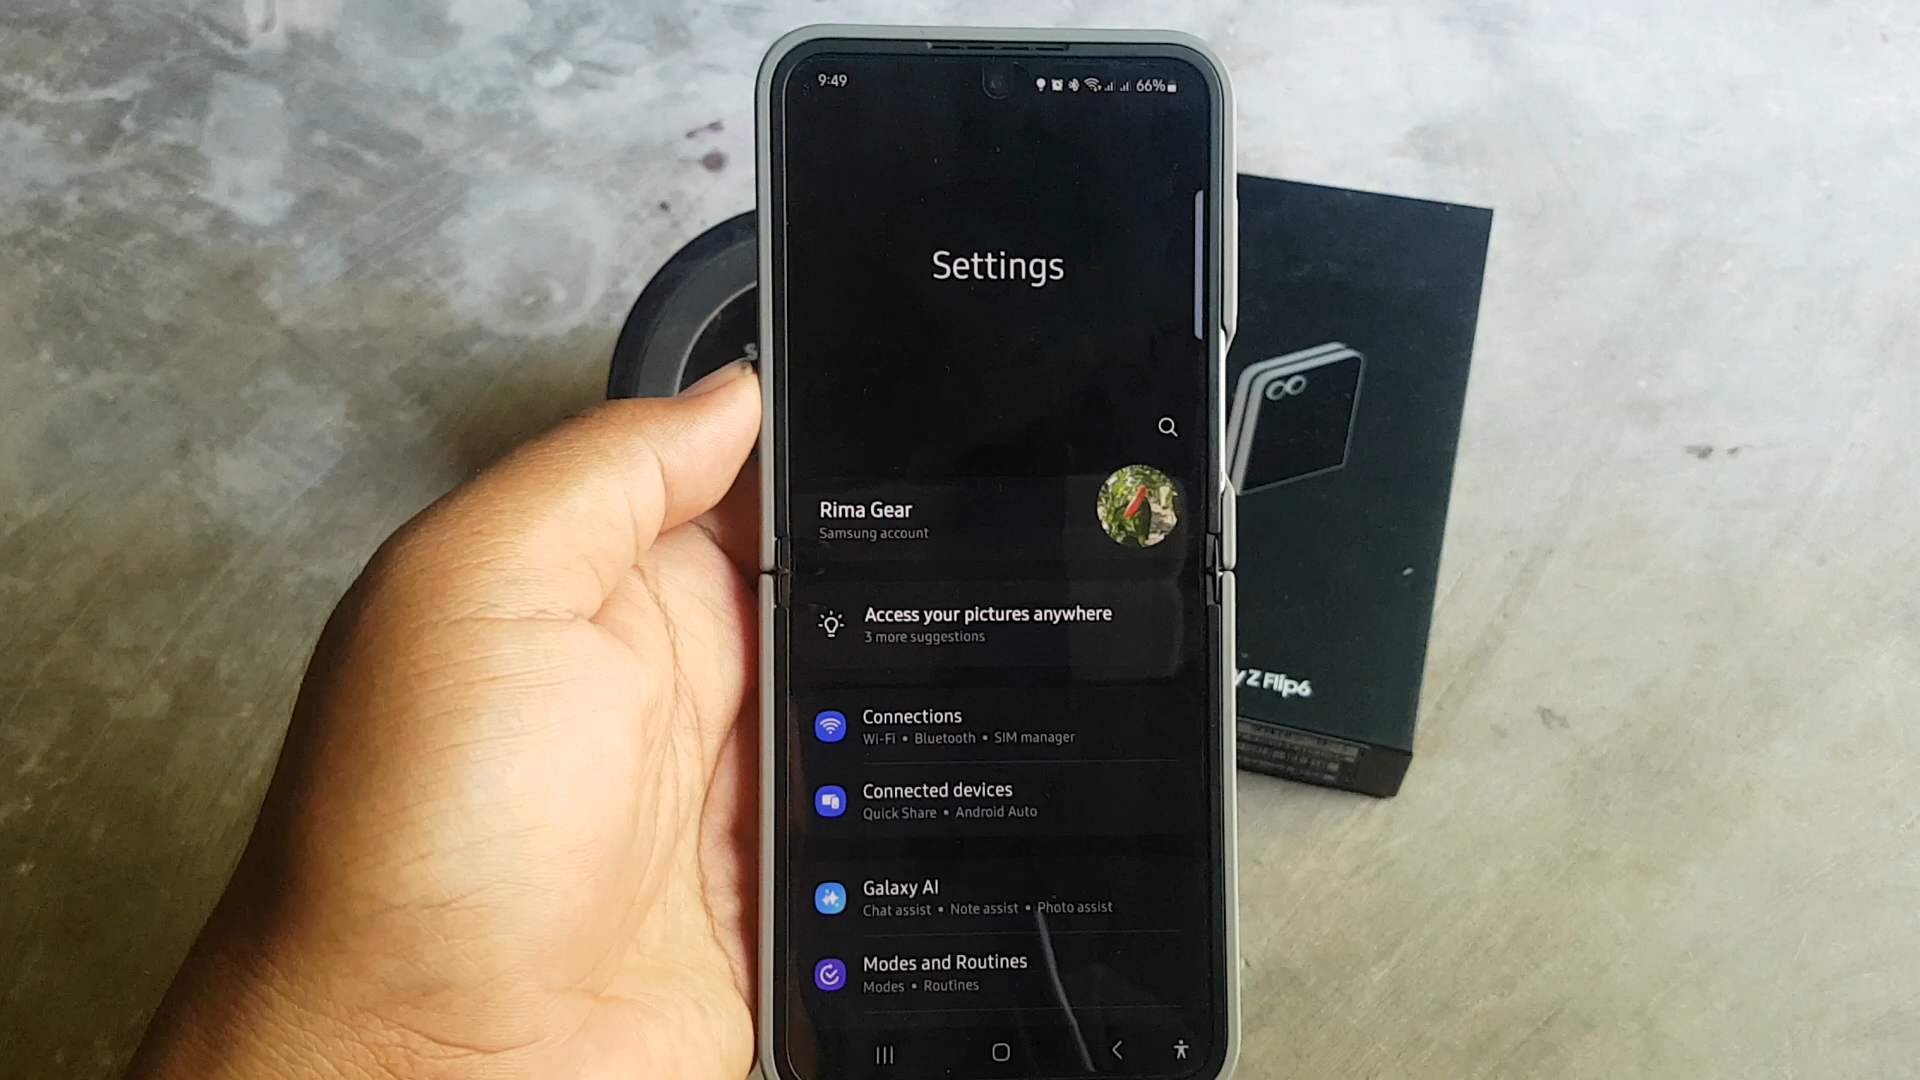 9:49
66%
Settings
Rima Gear
Samsung account
Access your pictures anywhere
3 more suggestions
Connections
Wi-Fi • Bluetooth • SIM manager
Connected devices
Quick Share • Android Auto
Galaxy AI
Chat assist • Note assist • Photo assist
Modes and Routines
Modes • Routines
y Z Flip6